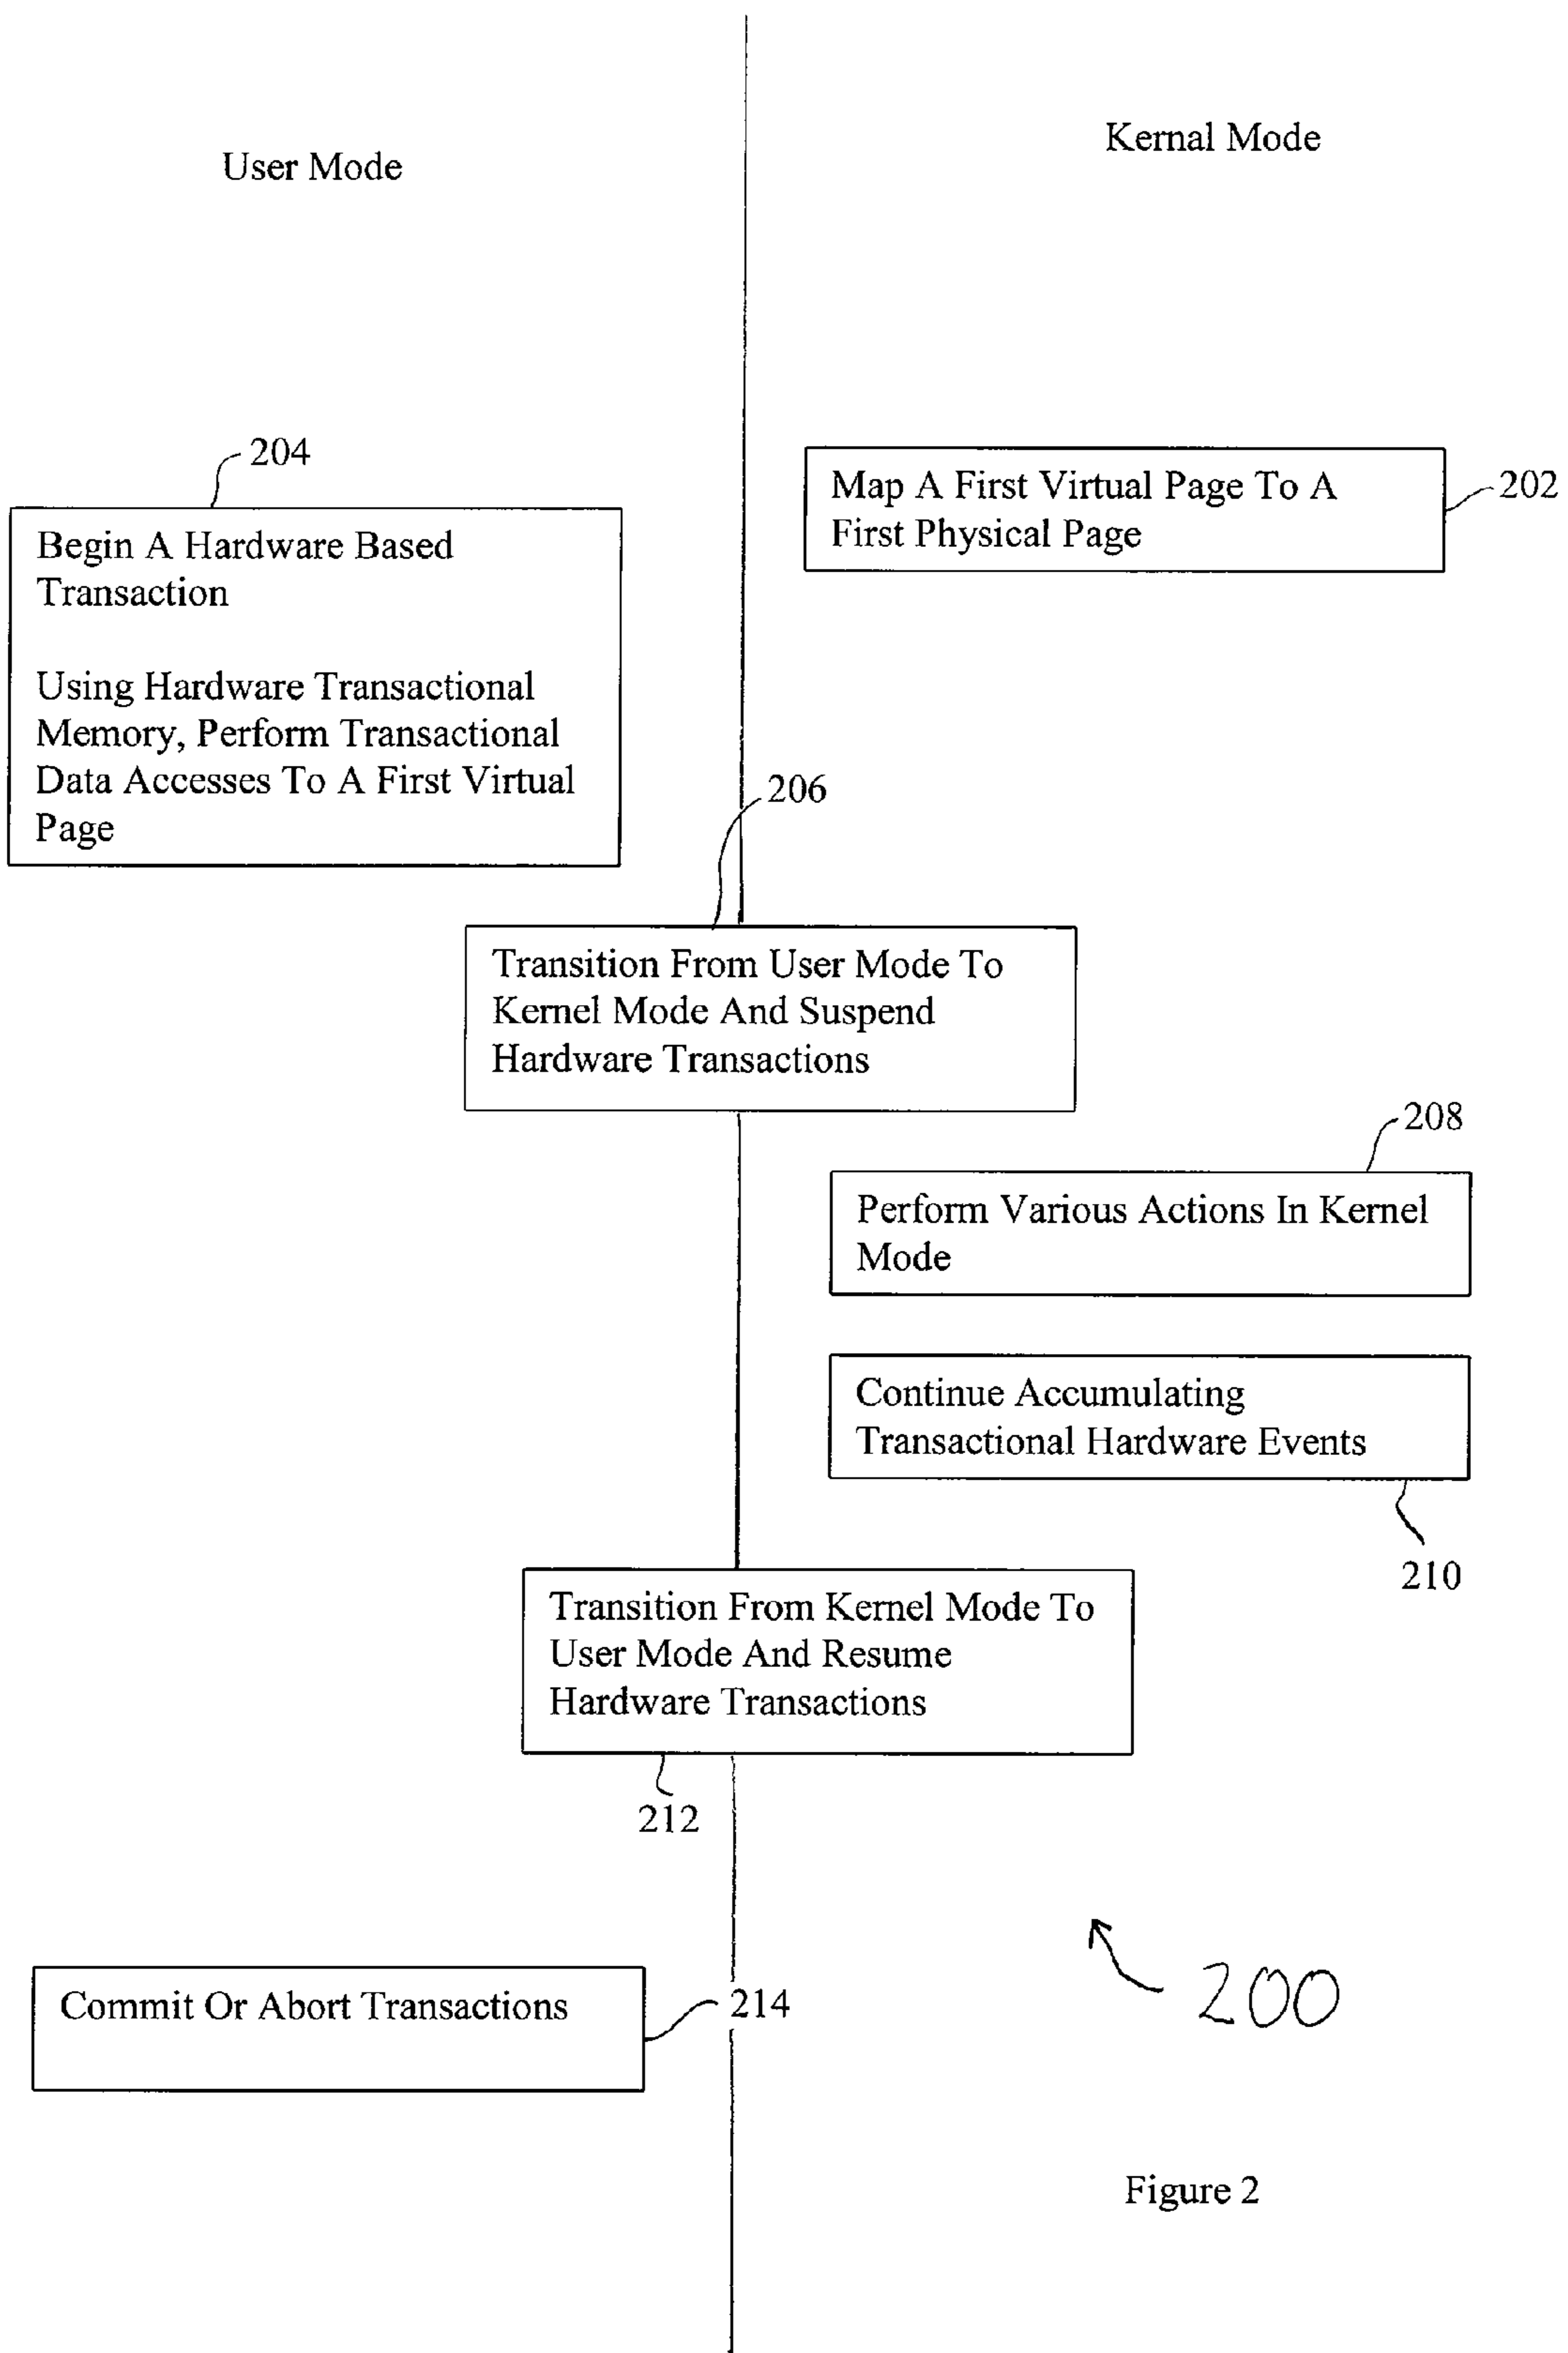 User Mode
Kernal Mode
202
Map A First Virtual Page To A
First Physical Page
204
Begin A Hardware Based
Transaction
Using Hardware Transactional
Memory, Perform Transactional
Data Accesses To A First Virtual
Page
206
Transition From User Mode To
Kernel Mode And Suspend
Hardware Transactions
208
Perform Various Actions In Kernel
Mode
Continue Accumulating
Transactional Hardware Events
210
Transition From Kernel Mode To
User Mode And Resume
Hardware Transactions
212
Commit Or Abort Transactions
214
200
Figure 2